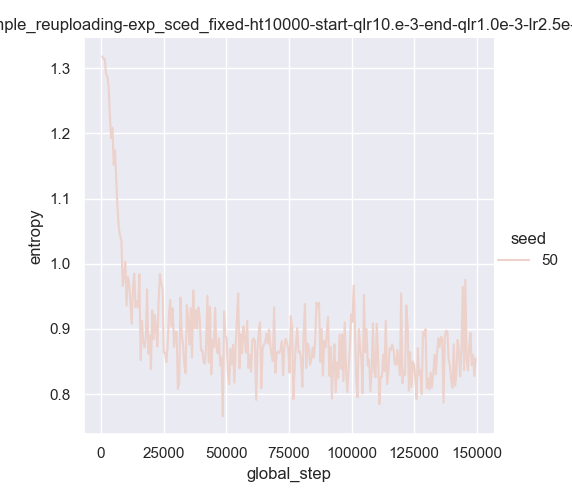 mple_reuploading-exp_sced_fixed-ht10000-start-qlr10.e-3-end-qlr1.0e-3-lr2.5e-
1.3
1.2
1.1
1.0
0.9
0.8
entropy
0 25000 50000 75000 100000 125000 150000
global_step
seed
50